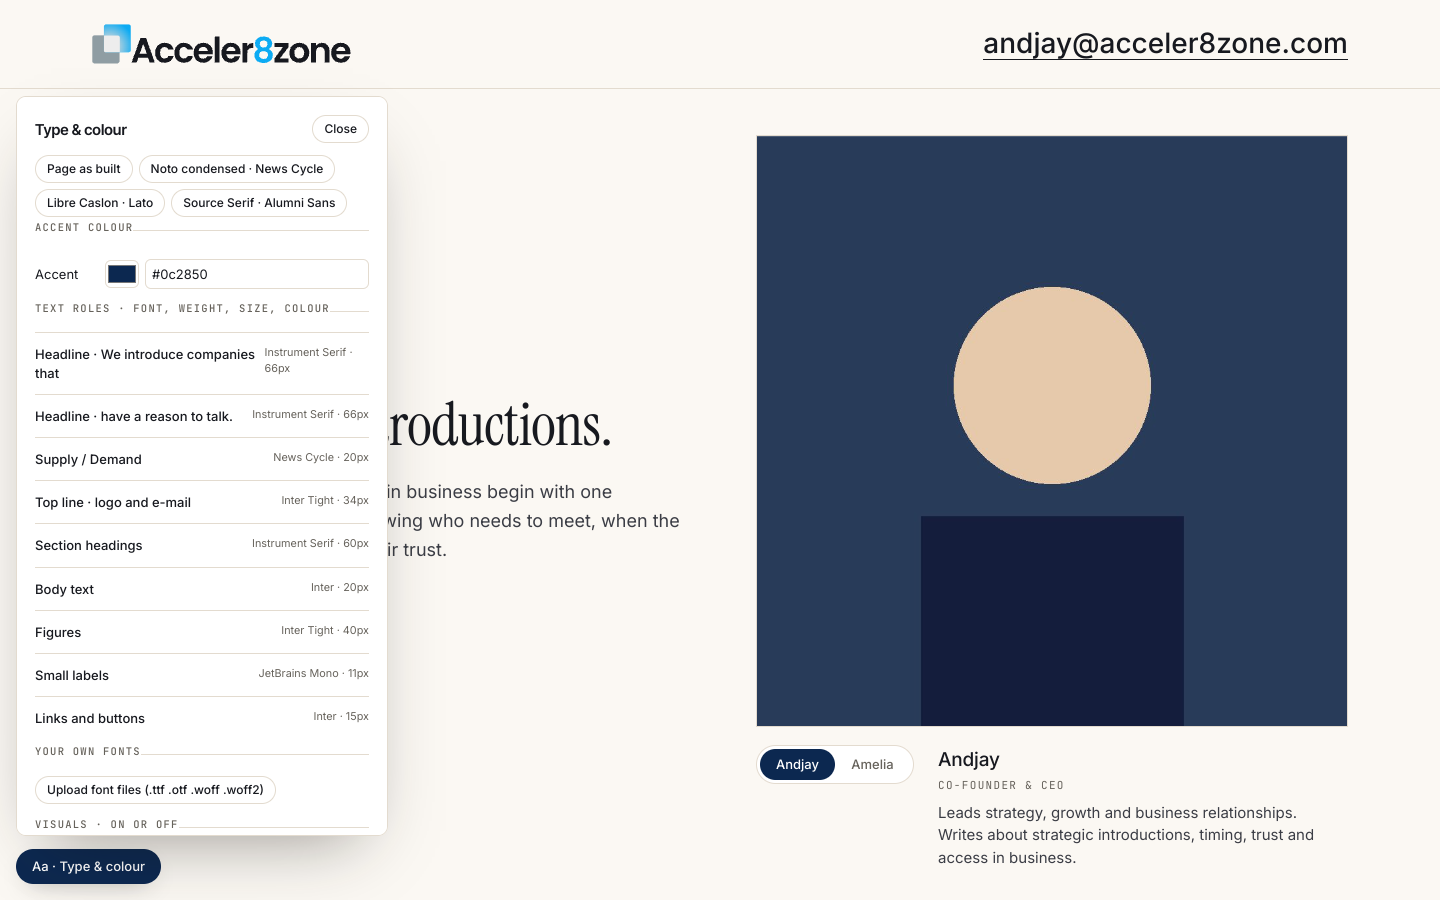 Acceler8zone
andjay@acceler8zone.com
Type & colour
Close
Page as built
Noto condensed · News Cycle
Libre Caslon · Lato
Source Serif · Alumni Sans
ACCENT COLOUR
Accent
#0c2850
TEXT ROLES · FONT, WEIGHT, SIZE, COLOUR
Headline · We introduce companies
that
Instrument Serif ·
66px
Headline · have a reason to talk.
Instrument Serif · 66px
Supply / Demand
News Cycle · 20px
Top line · logo and e-mail
Inter Tight · 34px
Section headings
Instrument Serif · 60px
Body text
Inter · 20px
Figures
Inter Tight · 40px
Small labels
JetBrains Mono · 11px
Links and buttons
Inter · 15px
YOUR OWN FONTS
Upload font files (.ttf .otf .woff .woff2)
VISUALS · ON OR OFF
Aa · Type & colour
roductions.
in business begin with one
who needs to meet, when the
trust.
Andjay
Amelia
Andjay
CO-FOUNDER & CEO
Leads strategy, growth and business relationships.
Writes about strategic introductions, timing, trust and
access in business.